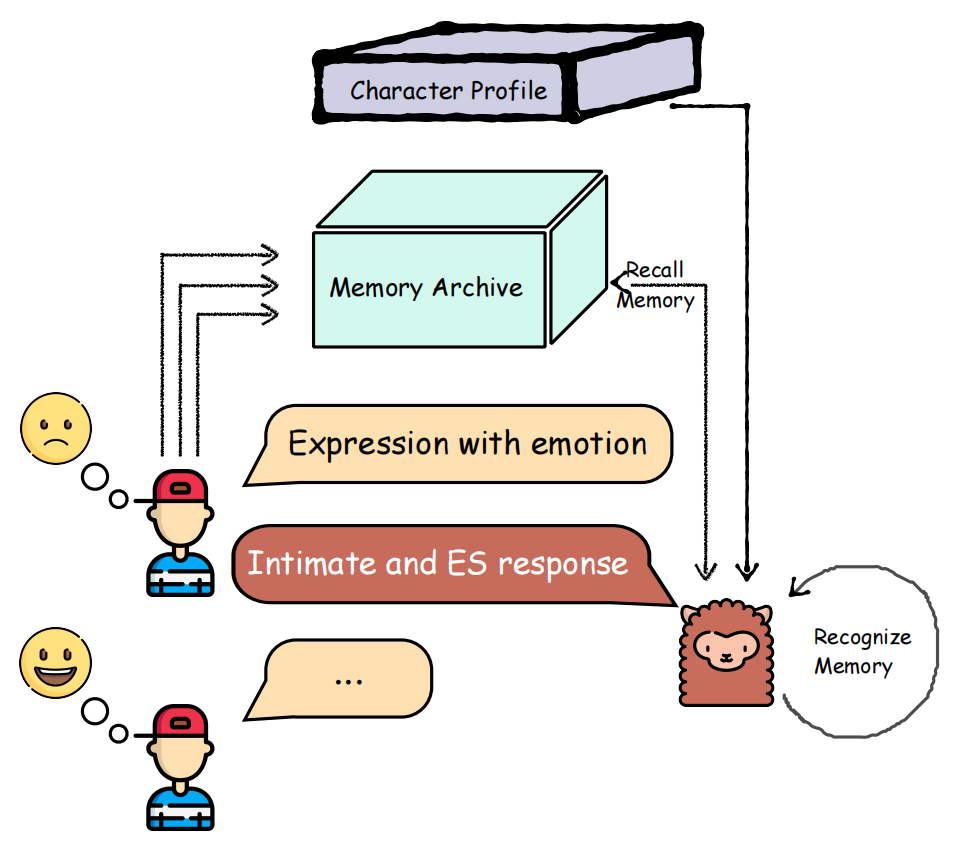 Character Profile
Memory Archive
Recall
Memory
Expression with emotion
Intimate and ES response
Recognize
Memory
...